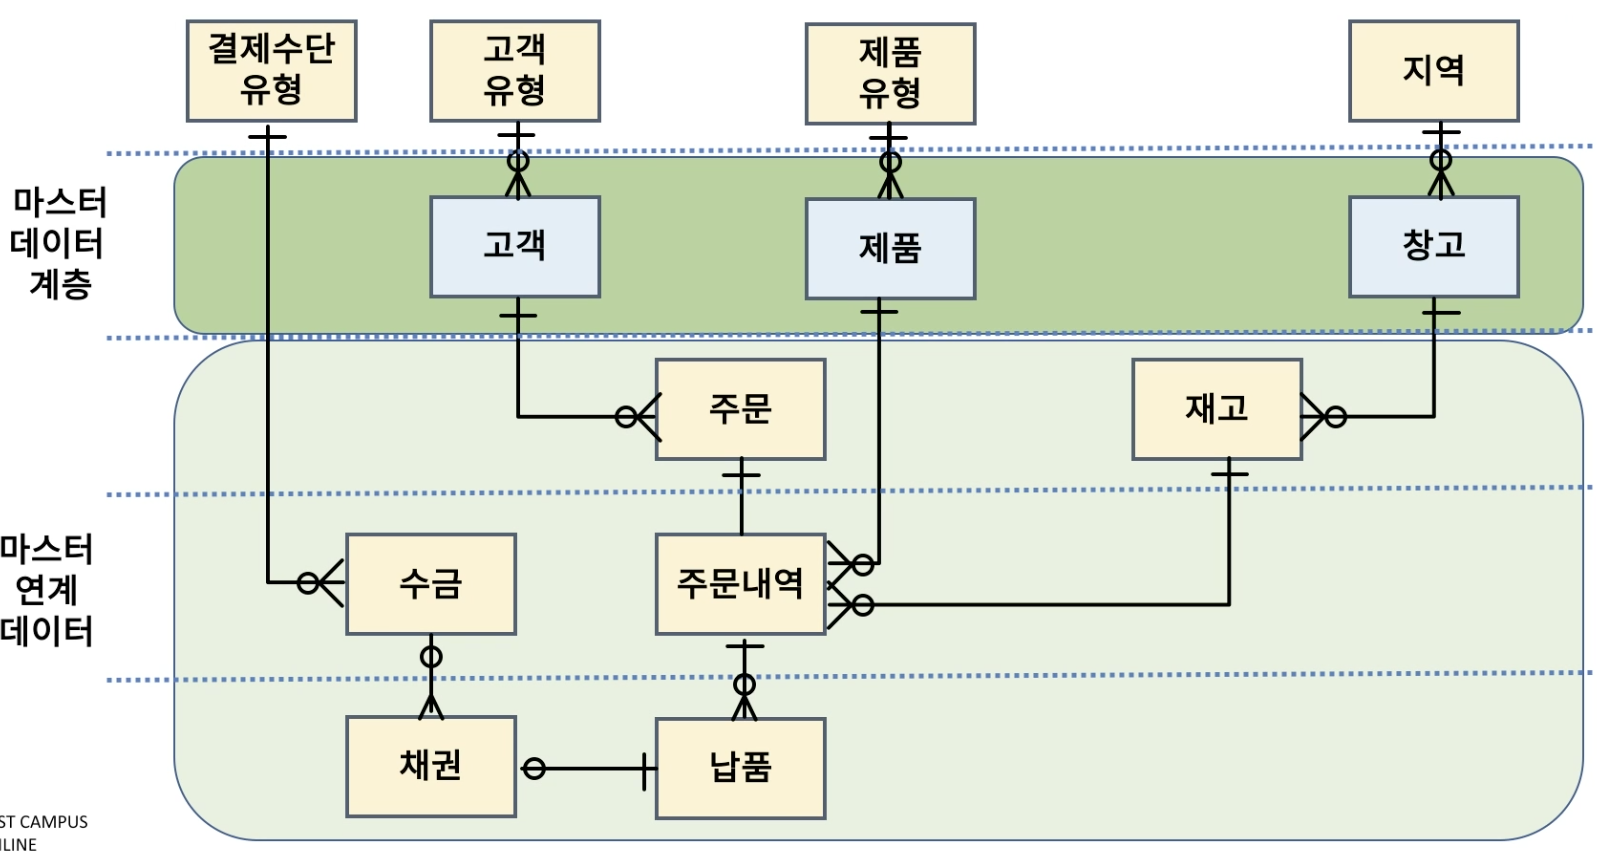 결제수단
유형
고객
유형
제품
유형
지역
마스터
데이터
계층
고객
제품
창고
주문
재고
마스터
연계
데이터
수금
주문내역
채권
납품
ST CAMPUS
NLINE